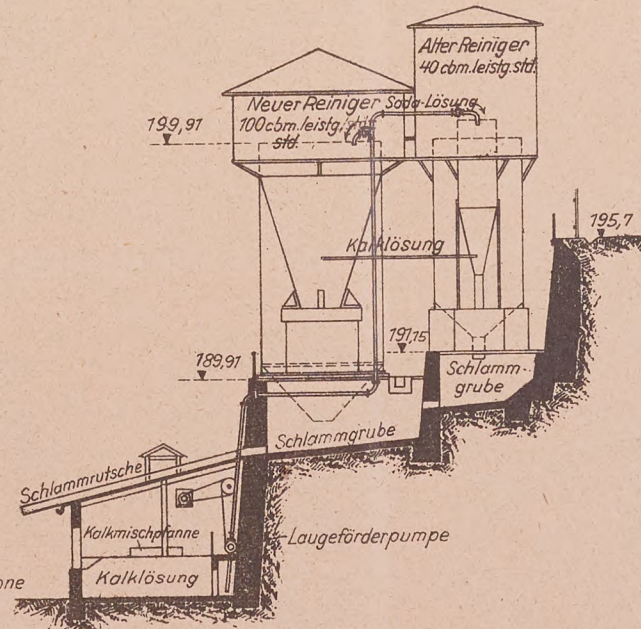 Alter Reiniger
40 cbm. leistg. std.
Neuer Reiniger
100 cbm. leistg. std.
std.
Soda-Lösung
199,91
Kalklösung
195,7
191,15
189,91
Schlamm-
grube
Schlammgrube
Schlammrutsche
Kalkmischpfanne
Laugeförderpumpe
Kalklösung